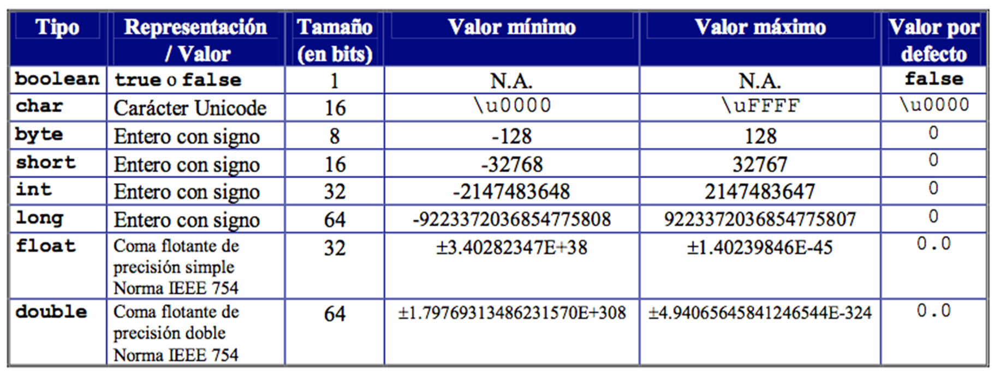 Tipo Representación / Valor Tamaño (en bits) Valor mínimo Valor máximo Valor por defecto
boolean true o false 1 N.A. N.A. false
char Carácter Unicode 16 \u0000 \uFFFF \u0000
byte Entero con signo 8 -128 128 0
short Entero con signo 16 -32768 32767 0
int Entero con signo 32 -2147483648 2147483647 0
long Entero con signo 64 -9223372036854775808 9223372036854775807 0
float Coma flotante de precisión simple Norma IEEE 754 32 ±3.40282347E+38 ±1.40239846E-45 0.0
double Coma flotante de precisión doble Norma IEEE 754 64 ±1.79769313486231570E+308 ±4.94065645841246544E-324 0.0